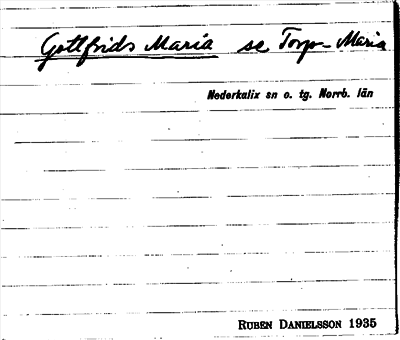 Gottfrids Maria se Torp-Maria
Nederkalix sn o. tg. Norrb. län
RUBEN DANIELSSON 1935